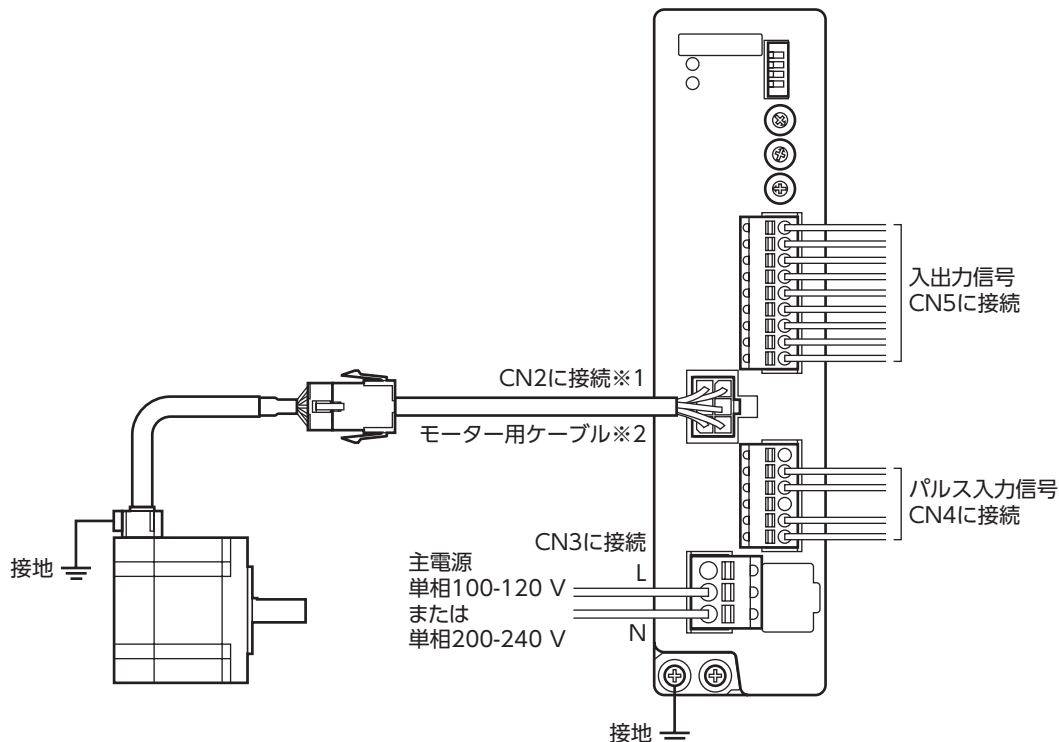 入出力信号
CN5に接続
CN2に接続※1
モーター用ケーブル※2
パルス入力信号
CN4に接続
接地
CN3に接続
主電源
単相100-120 V
または
単相200-240 V
L
N
接地